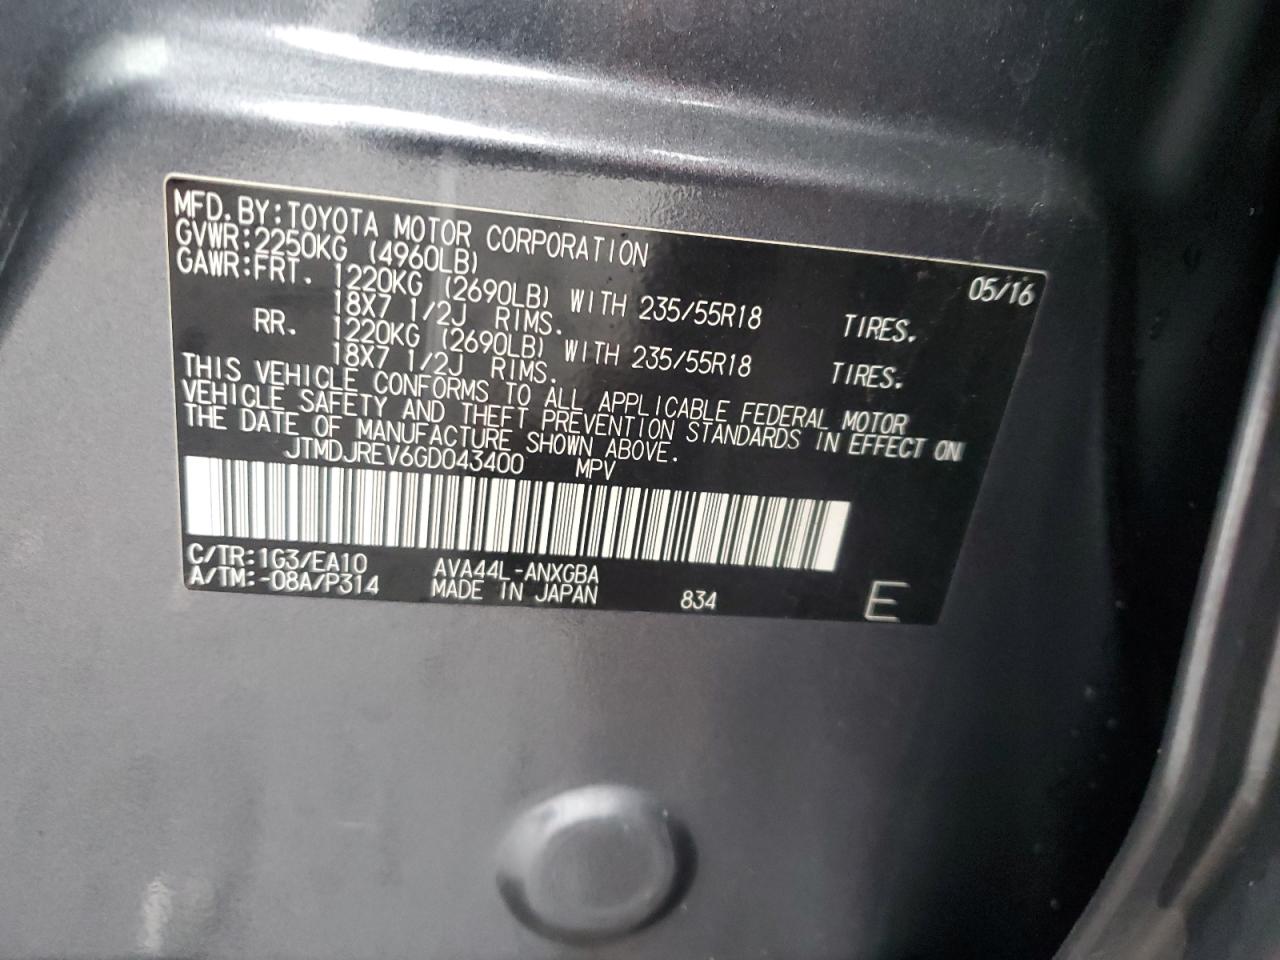 MFD. BY: TOYOTA MOTOR CORPORATION 05/16
GVWR: 2250KG (4960LB)
GAWR: FRT. 1220KG (2690LB) WITH 235/55R18 TIRES.
18X7 1/2J RIMS.
RR. 1220KG (2690LB) WITH 235/55R18 TIRES.
18X7 1/2J RIMS.
THIS VEHICLE CONFORMS TO ALL APPLICABLE FEDERAL MOTOR
VEHICLE SAFETY AND THEFT PREVENTION STANDARDS IN EFFECT ON
THE DATE OF MANUFACTURE SHOWN ABOVE.
JTMDJREV6GD043400 MPV
C/TR: 1G3/EA10 AVA44L-ANXGBA
A/TM: -08A/P314 MADE IN JAPAN 834 E